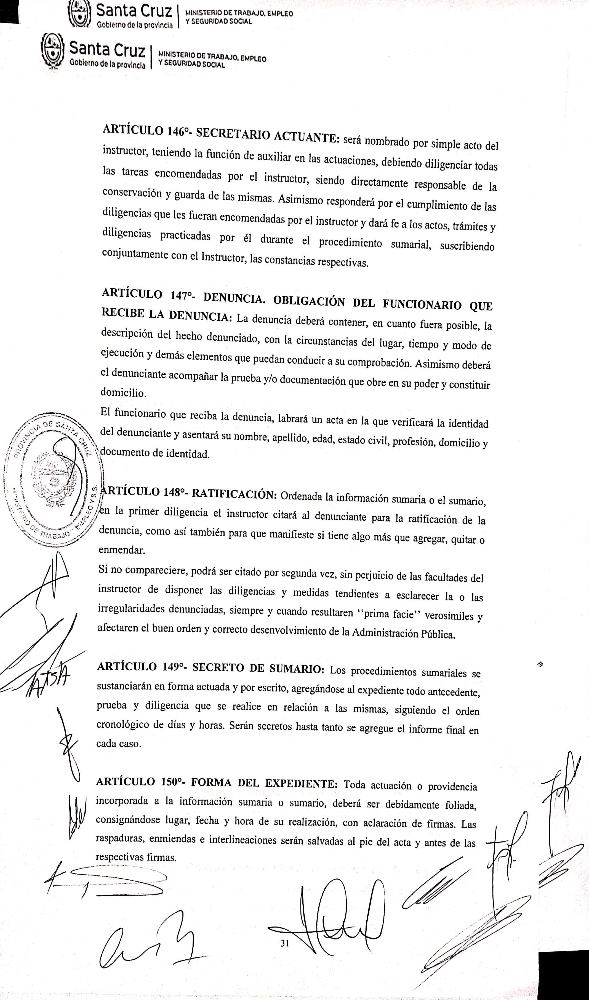 Santa Cruz
Gobierno de la provincia
MINISTERIO DE TRABAJO, EMPLEO
Y SEGURIDAD SOCIAL
Santa Cruz
Gobierno de la provincia
MINISTERIO DE TRABAJO, EMPLEO
Y SEGURIDAD SOCIAL
ARTÍCULO 146°- SECRETARIO ACTUANTE: será nombrado por simple acto del
instructor, teniendo la función de auxiliar en las actuaciones, debiendo diligenciar todas
las tareas encomendadas por el instructor, siendo directamente responsable de la
conservación y guarda de las mismas. Asimismo responderá por el cumplimiento de las
diligencias que les fueran encomendadas por el instructor y dará fe a los actos, trámites y
diligencias practicadas por él durante el procedimiento sumarial, suscribiendo
conjuntamente con el Instructor, las constancias respectivas.
ARTÍCULO 147°- DENUNCIA. OBLIGACIÓN DEL FUNCIONARIO QUE
RECIBE LA DENUNCIA: La denuncia deberá contener, en cuanto fuera posible, la
descripción del hecho denunciado, con la circunstancias del lugar, tiempo y modo de
ejecución y demás elementos que puedan conducir a su comprobación. Asimismo deberá
el denunciante acompañar la prueba y/o documentación que obre en su poder y constituir
domicilio.
El funcionario que reciba la denuncia, labrará un acta en la que verificará la identidad
del denunciante y asentará su nombre, apellido, edad, estado civil, profesión, domicilio y
documento de identidad.
PROVINCIA DE SANTA CRUZ
MINISTERIO DE TRABAJO, EMPLEO Y S.S.
ARTÍCULO 148°- RATIFICACIÓN: Ordenada la información sumaria o el sumario,
en la primer diligencia el instructor citará al denunciante para la ratificación de la
denuncia, como así también para que manifieste si tiene algo más que agregar, quitar o
enmendar.
Si no compareciere, podrá ser citado por segunda vez, sin perjuicio de las facultades del
instructor de disponer las diligencias y medidas tendientes a esclarecer la o las
irregularidades denunciadas, siempre y cuando resultaren ‘‘prima facie’’ verosímiles y
afectaren el buen orden y correcto desenvolvimiento de la Administración Pública.
ATSA
ARTÍCULO 149°- SECRETO DE SUMARIO: Los procedimientos sumariales se
sustanciarán en forma actuada y por escrito, agregándose al expediente todo antecedente,
prueba y diligencia que se realice en relación a las mismas, siguiendo el orden
cronológico de días y horas. Serán secretos hasta tanto se agregue el informe final en
cada caso.
ARTÍCULO 150°- FORMA DEL EXPEDIENTE: Toda actuación o providencia
incorporada a la información sumaria o sumario, deberá ser debidamente foliada,
consignándose lugar, fecha y hora de su realización, con aclaración de firmas. Las
raspaduras, enmiendas e interlineaciones serán salvadas al pie del acta y antes de las
respectivas firmas.
31